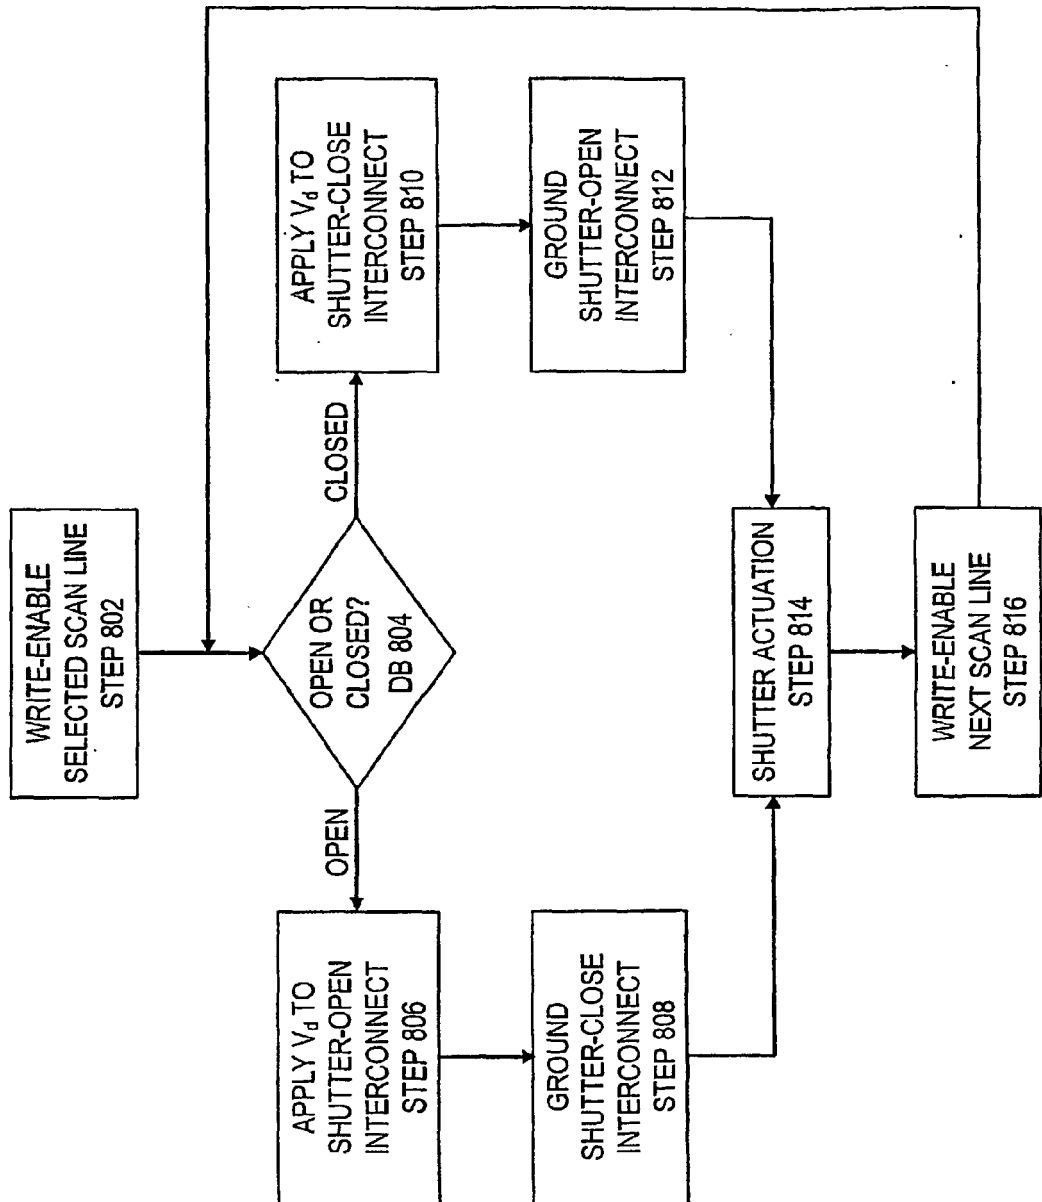 WRITE-ENABLE
SELECTED SCAN LINE
STEP 802
OPEN OR
CLOSED?
DB 804
OPEN
CLOSED
APPLY Vd TO
SHUTTER-OPEN
INTERCONNECT
STEP 806
APPLY Vd TO
SHUTTER-CLOSE
INTERCONNECT
STEP 810
GROUND
SHUTTER-CLOSE
INTERCONNECT
STEP 808
GROUND
SHUTTER-OPEN
INTERCONNECT
STEP 812
SHUTTER ACTUATION
STEP 814
WRITE-ENABLE
NEXT SCAN LINE
STEP 816